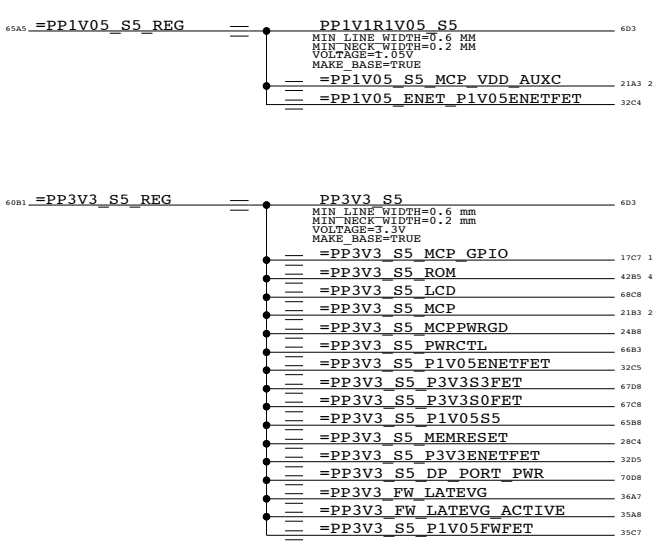 65A5 =PP1V05_S5_REG PP1V1R1V05_S5 6D3
MIN_LINE_WIDTH=0.6 MM
MIN_NECK_WIDTH=0.2 MM
VOLTAGE=1.05V
MAKE_BASE=TRUE
=PP1V05_S5_MCP_VDD_AUXC 21A3 2
=PP1V05_ENET_P1V05ENETFET 32C4
60B1 =PP3V3_S5_REG PP3V3_S5 6D3
MIN_LINE_WIDTH=0.6 mm
MIN_NECK_WIDTH=0.2 mm
VOLTAGE=3.3V
MAKE_BASE=TRUE
=PP3V3_S5_MCP_GPIO 17C7 1
=PP3V3_S5_ROM 42B5 4
=PP3V3_S5_LCD 68C8
=PP3V3_S5_MCP 21B3 2
=PP3V3_S5_MCPPWRGD 24B8
=PP3V3_S5_PWRCTL 66B3
=PP3V3_S5_P1V05ENETFET 32C5
=PP3V3_S5_P3V3S3FET 67D8
=PP3V3_S5_P3V3S0FET 67C8
=PP3V3_S5_P1V05S5 65B8
=PP3V3_S5_MEMRESET 28C4
=PP3V3_S5_P3V3ENETFET 32D5
=PP3V3_S5_DP_PORT_PWR 70D8
=PP3V3_FW_LATEVG 36A7
=PP3V3_FW_LATEVG_ACTIVE 35A8
=PP3V3_S5_P1V05FWFET 35C7